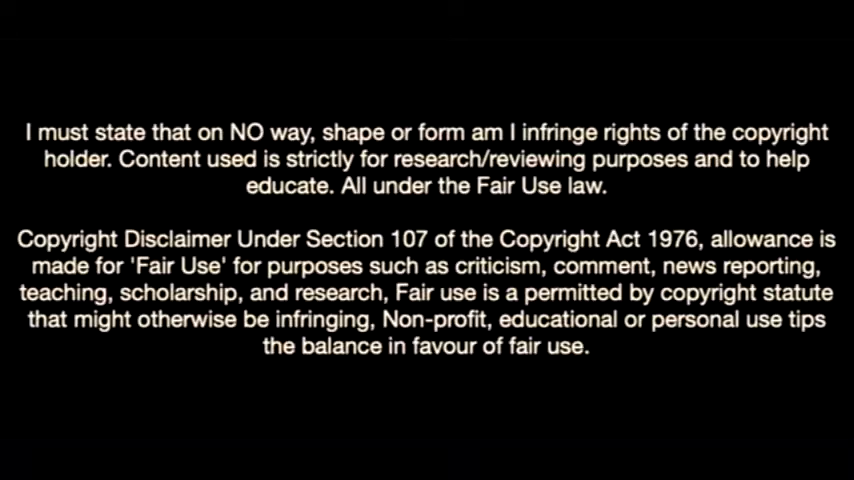 I must state that on NO way, shape or form am I infringe rights of the copyright
holder. Content used is strictly for research/reviewing purposes and to help
educate. All under the Fair Use law.
Copyright Disclaimer Under Section 107 of the Copyright Act 1976, allowance is
made for 'Fair Use' for purposes such as criticism, comment, news reporting,
teaching, scholarship, and research, Fair use is a permitted by copyright statute
that might otherwise be infringing, Non-profit, educational or personal use tips
the balance in favour of fair use.